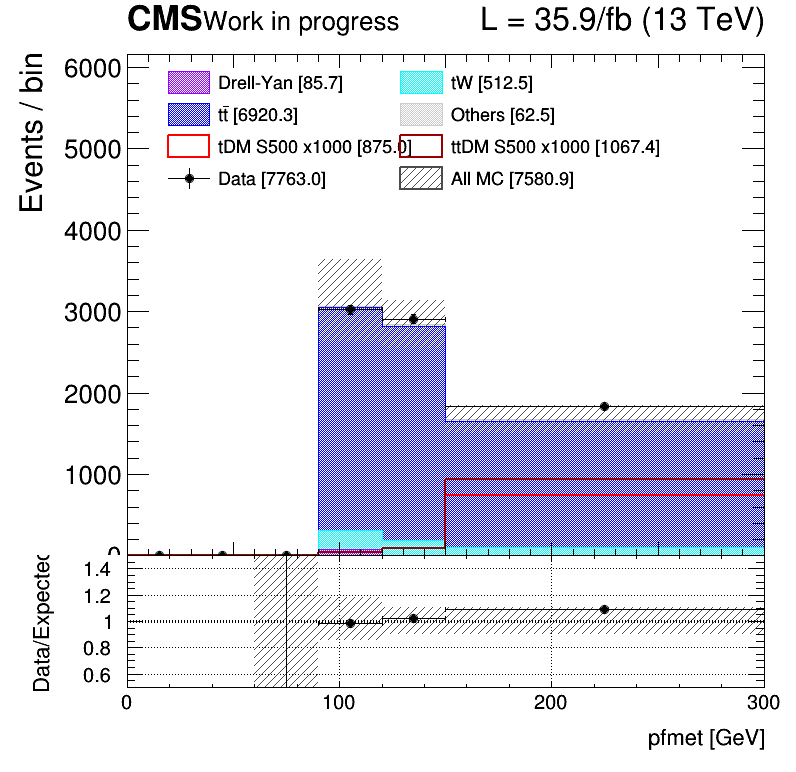 CMS Work in progress L = 35.9/fb (13 TeV)
Events / bin
6000
5000
4000
3000
2000
1000
0
Drell-Yan [85.7] tW [512.5]
tt̄ [6920.3] Others [62.5]
tDM S500 x1000 [875.0] ttDM S500 x1000 [1067.4]
Data [7763.0] All MC [7580.9]
Data/Expected
1.4
1.2
1
0.8
0.6
0 100 200 300
pfmet [GeV]